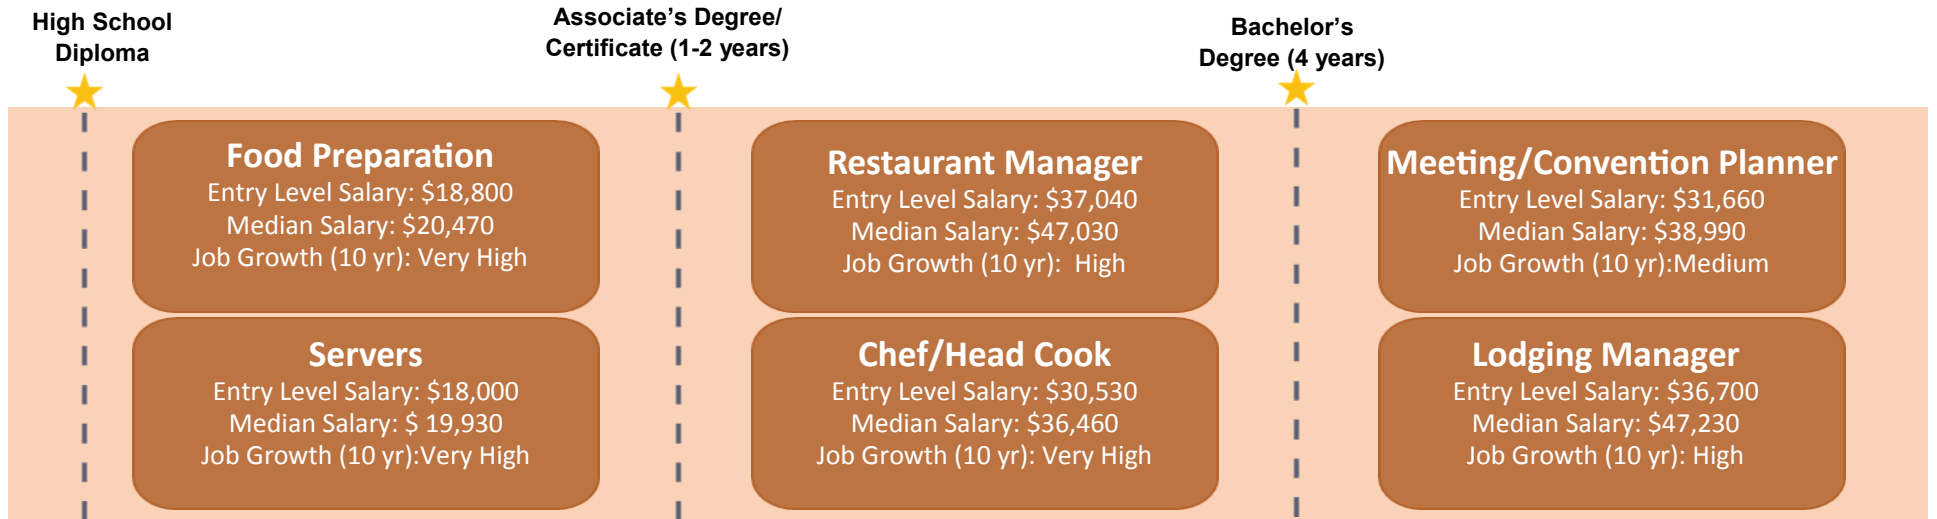 High School
Diploma
Associate's Degree/
Certificate (1-2 years)
Bachelor's
Degree (4 years)
Food Preparation
Entry Level Salary: $18,800
Median Salary: $20,470
Job Growth (10 yr): Very High
Restaurant Manager
Entry Level Salary: $37,040
Median Salary: $47,030
Job Growth (10 yr):  High
Meeting/Convention Planner
Entry Level Salary: $31,660
Median Salary: $38,990
Job Growth (10 yr):Medium
Servers
Entry Level Salary: $18,000
Median Salary: $ 19,930
Job Growth (10 yr):Very High
Chef/Head Cook
Entry Level Salary: $30,530
Median Salary: $36,460
Job Growth (10 yr): Very High
Lodging Manager
Entry Level Salary: $36,700
Median Salary: $47,230
Job Growth (10 yr): High